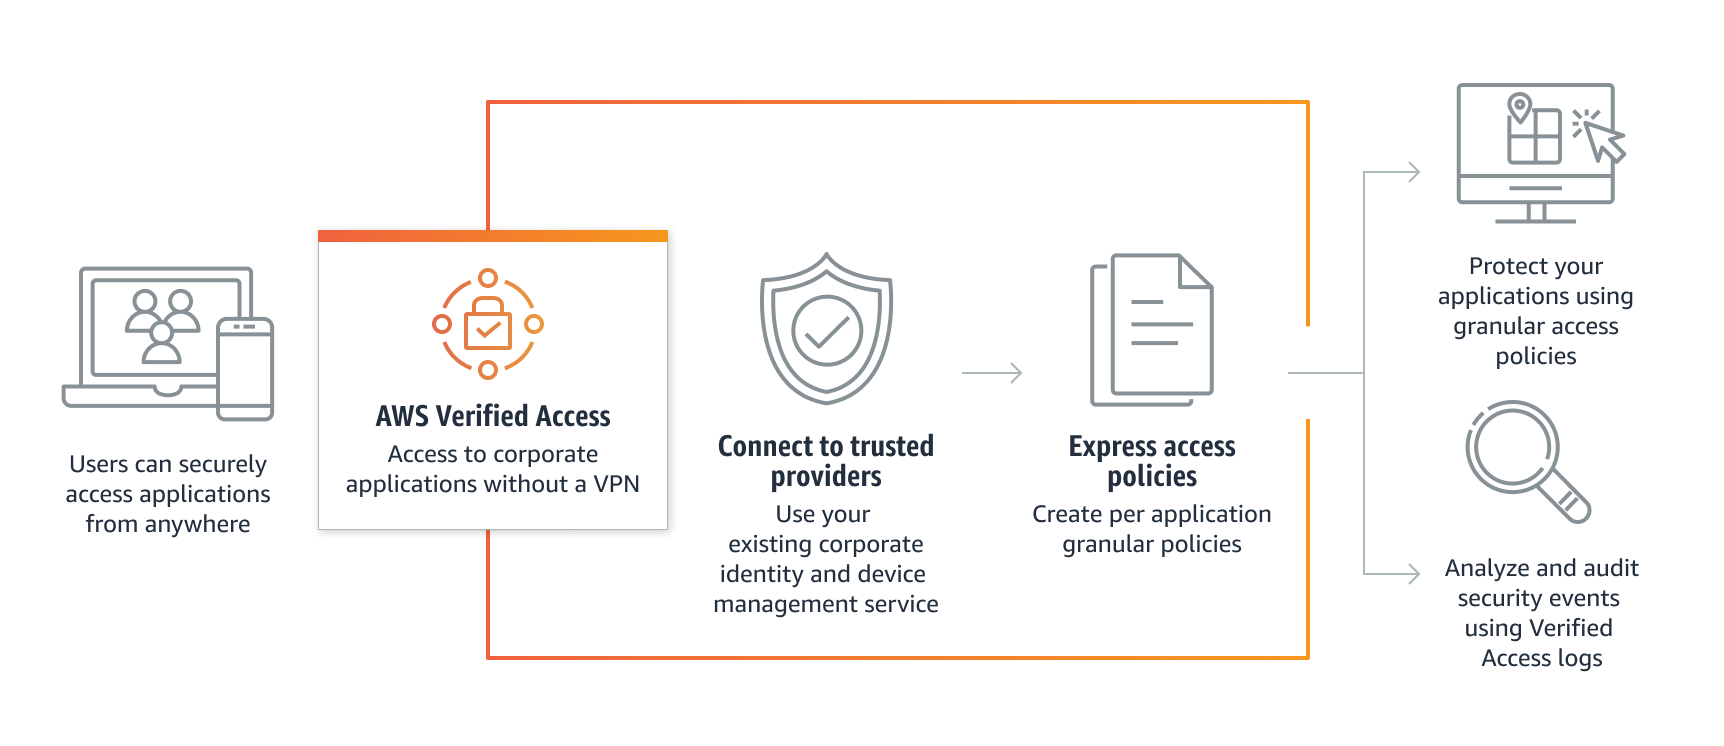 Users can securely
access applications
from anywhere
AWS Verified Access
Access to corporate
applications without a VPN
Connect to trusted
providers
Use your
existing corporate
identity and device
management service
Express access
policies
Create per application
granular policies
Protect your
applications using
granular access
policies
Analyze and audit
security events
using Verified
Access logs